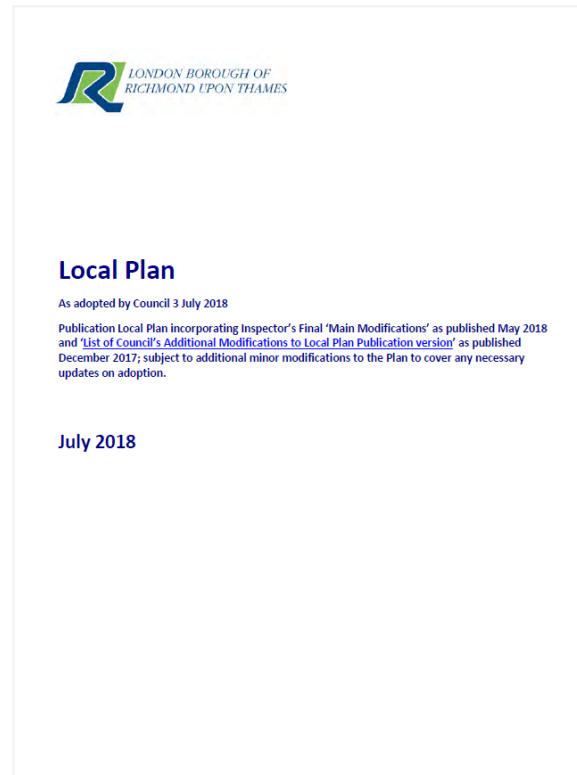 LONDON BOROUGH OF
RICHMOND UPON THAMES
Local Plan
As adopted by Council 3 July 2018
Publication Local Plan incorporating Inspector's Final 'Main Modifications' as published May 2018
and 'List of Council's Additional Modifications to Local Plan Publication version' as published
December 2017; subject to additional minor modifications to the Plan to cover any necessary
updates on adoption.
July 2018